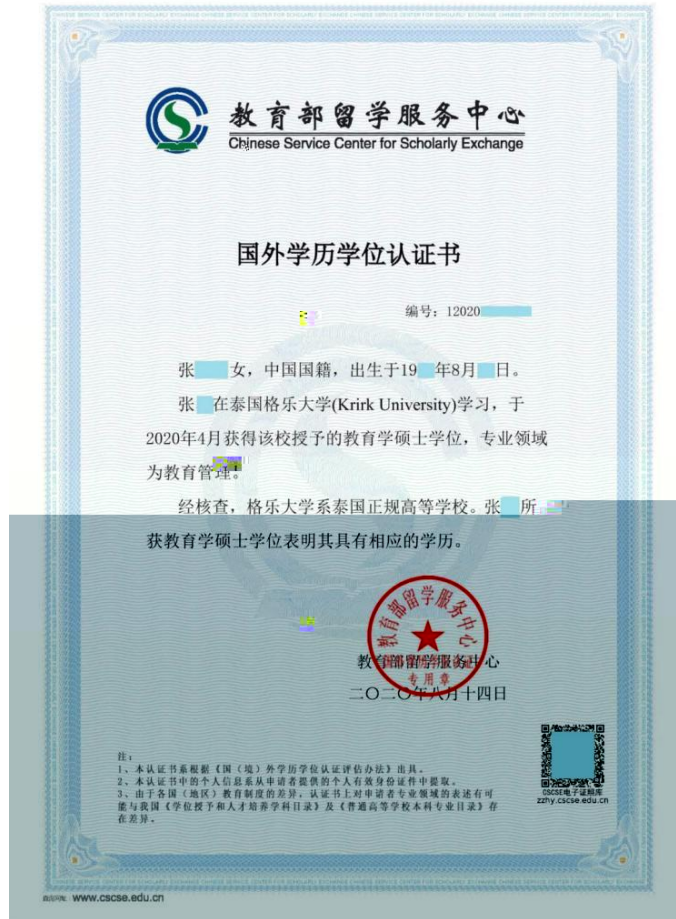 教育部留学服务中心
Chinese Service Center for Scholarly Exchange
国外学历学位认证书
编号：12020
张 女，中国国籍，出生于19 年8月 日。
张 在泰国格乐大学(Krirk University)学习，于
2020年4月获得该校授予的教育学硕士学位，专业领域
为教育管理。
经核查，格乐大学系泰国正规高等学校。张 所
获教育学硕士学位表明其具有相应的学历。
教育部留学服务中心
专用章
教育部留学服务中心
二〇二〇年八月十四日
注：
1、本认证书系根据《国（境）外学历学位认证评估办法》出具。
2、本认证书中的个人信息系从申请者提供的个人有效身份证件中提取。
3、由于各国（地区）教育制度的差异，认证书上对申请者专业领域的表述有可
能与我国《学位授予和人才培养学科目录》及《普通高等学校本科专业目录》存
在差异。
CSCSE电子证照库
zzhy.cscse.edu.cn
www.cscse.edu.cn